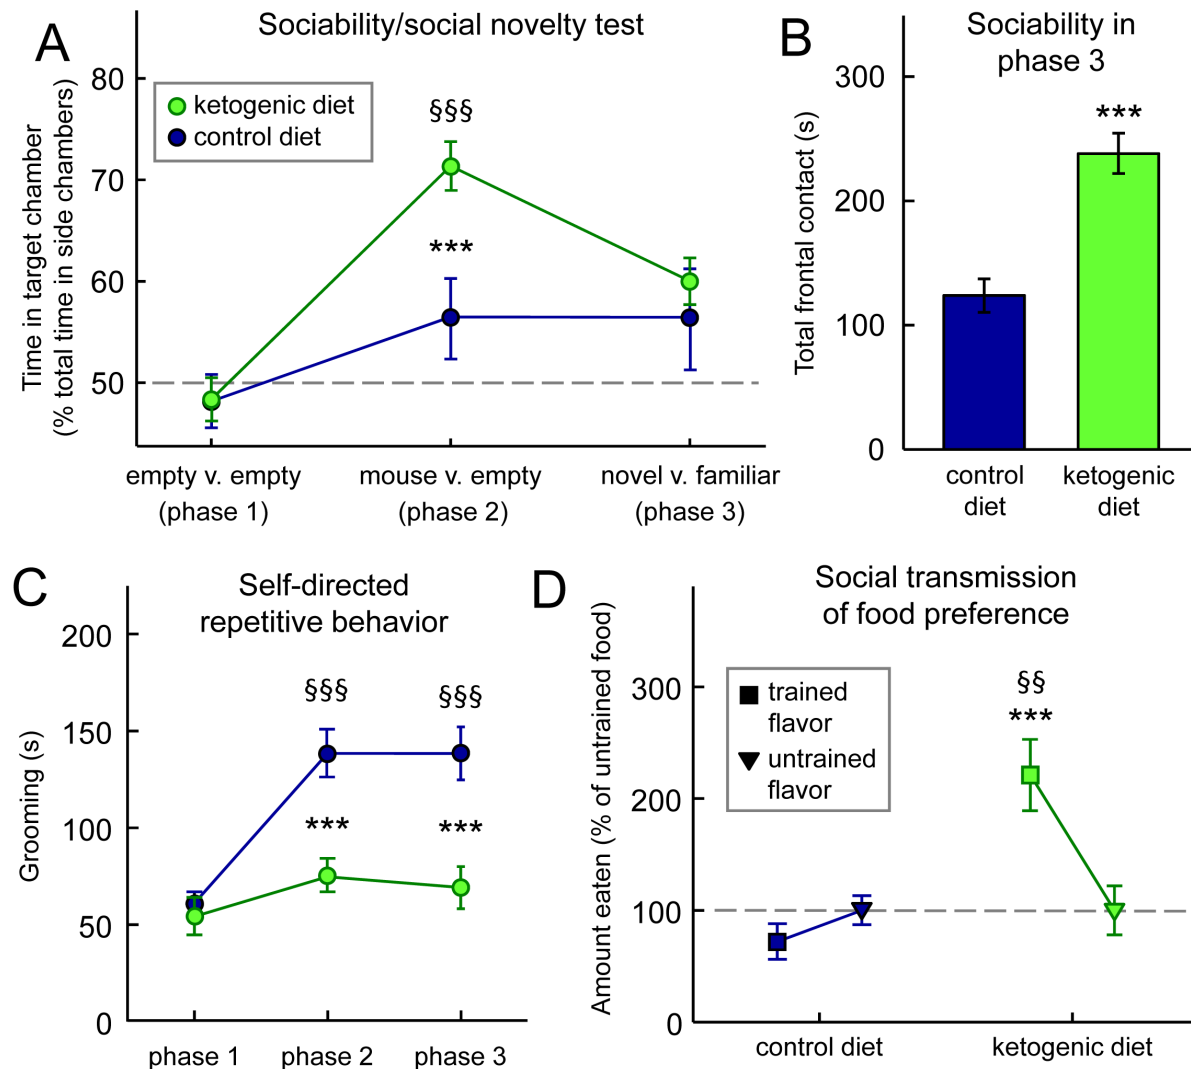 A
Sociability/social novelty test
Time in target chamber
(% total time in side chambers)
80
70
60
50
ketogenic diet
control diet
§§§
***
empty v. empty
(phase 1)
mouse v. empty
(phase 2)
novel v. familiar
(phase 3)
B
Sociability in
phase 3
Total frontal contact (s)
300
200
100
0
***
control
diet
ketogenic
diet
C
Self-directed
repetitive behavior
Grooming (s)
200
150
100
50
0
§§§
§§§
***
***
phase 1
phase 2
phase 3
D
Social transmission
of food preference
Amount eaten (% of untrained food)
300
200
100
0
trained
flavor
untrained
flavor
§§
***
control diet
ketogenic diet